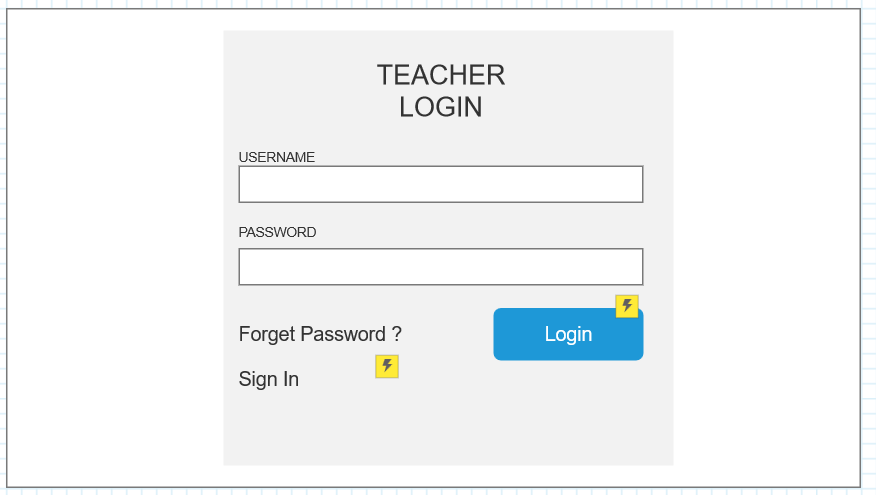 TEACHER
LOGIN
USERNAME
PASSWORD
Forget Password ?
Login
Sign In